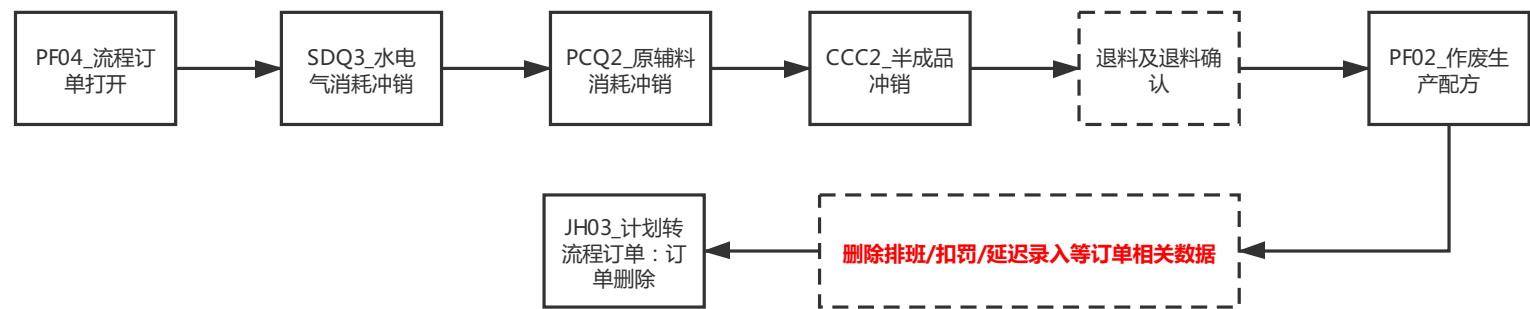 PF04_流程订
单打开
SDQ3_水电
气消耗冲销
PCQ2_原辅料
消耗冲销
CCC2_半成品
冲销
退料及退料确
认
PF02_作废生
产配方
删除排班/扣罚/延迟录入等订单相关数据
JH03_计划转
流程订单：订
单删除